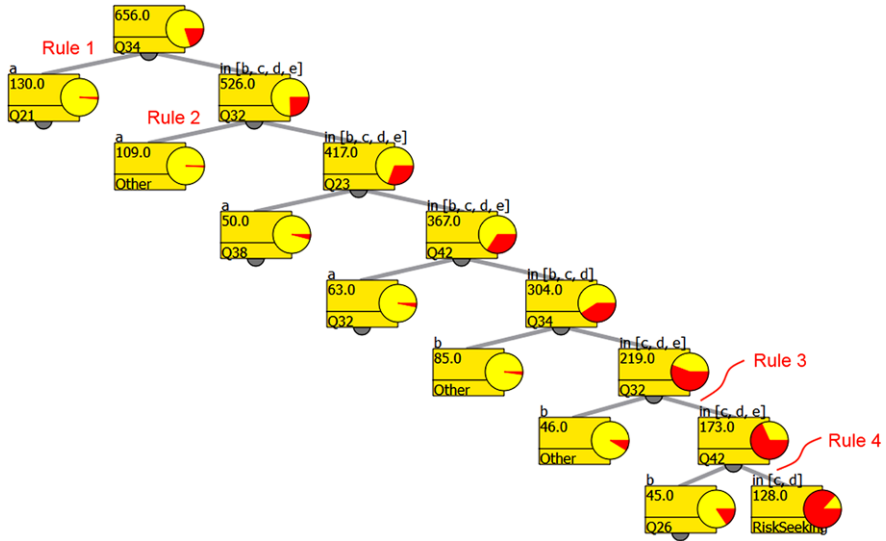 656.0
Q34
Rule 1
a
130.0
Q21
in [b, c, d, e]
526.0
Q32
Rule 2
a
109.0
Other
in [b, c, d, e]
417.0
Q23
a
50.0
Q38
in [b, c, d, e]
367.0
Q42
a
63.0
Q32
in [b, c, d]
304.0
Q34
b
85.0
Other
in [c, d, e]
219.0
Q32
Rule 3
b
46.0
Other
in [c, d, e]
173.0
Q42
Rule 4
b
45.0
Q26
in [c, d]
128.0
RiskSeeking